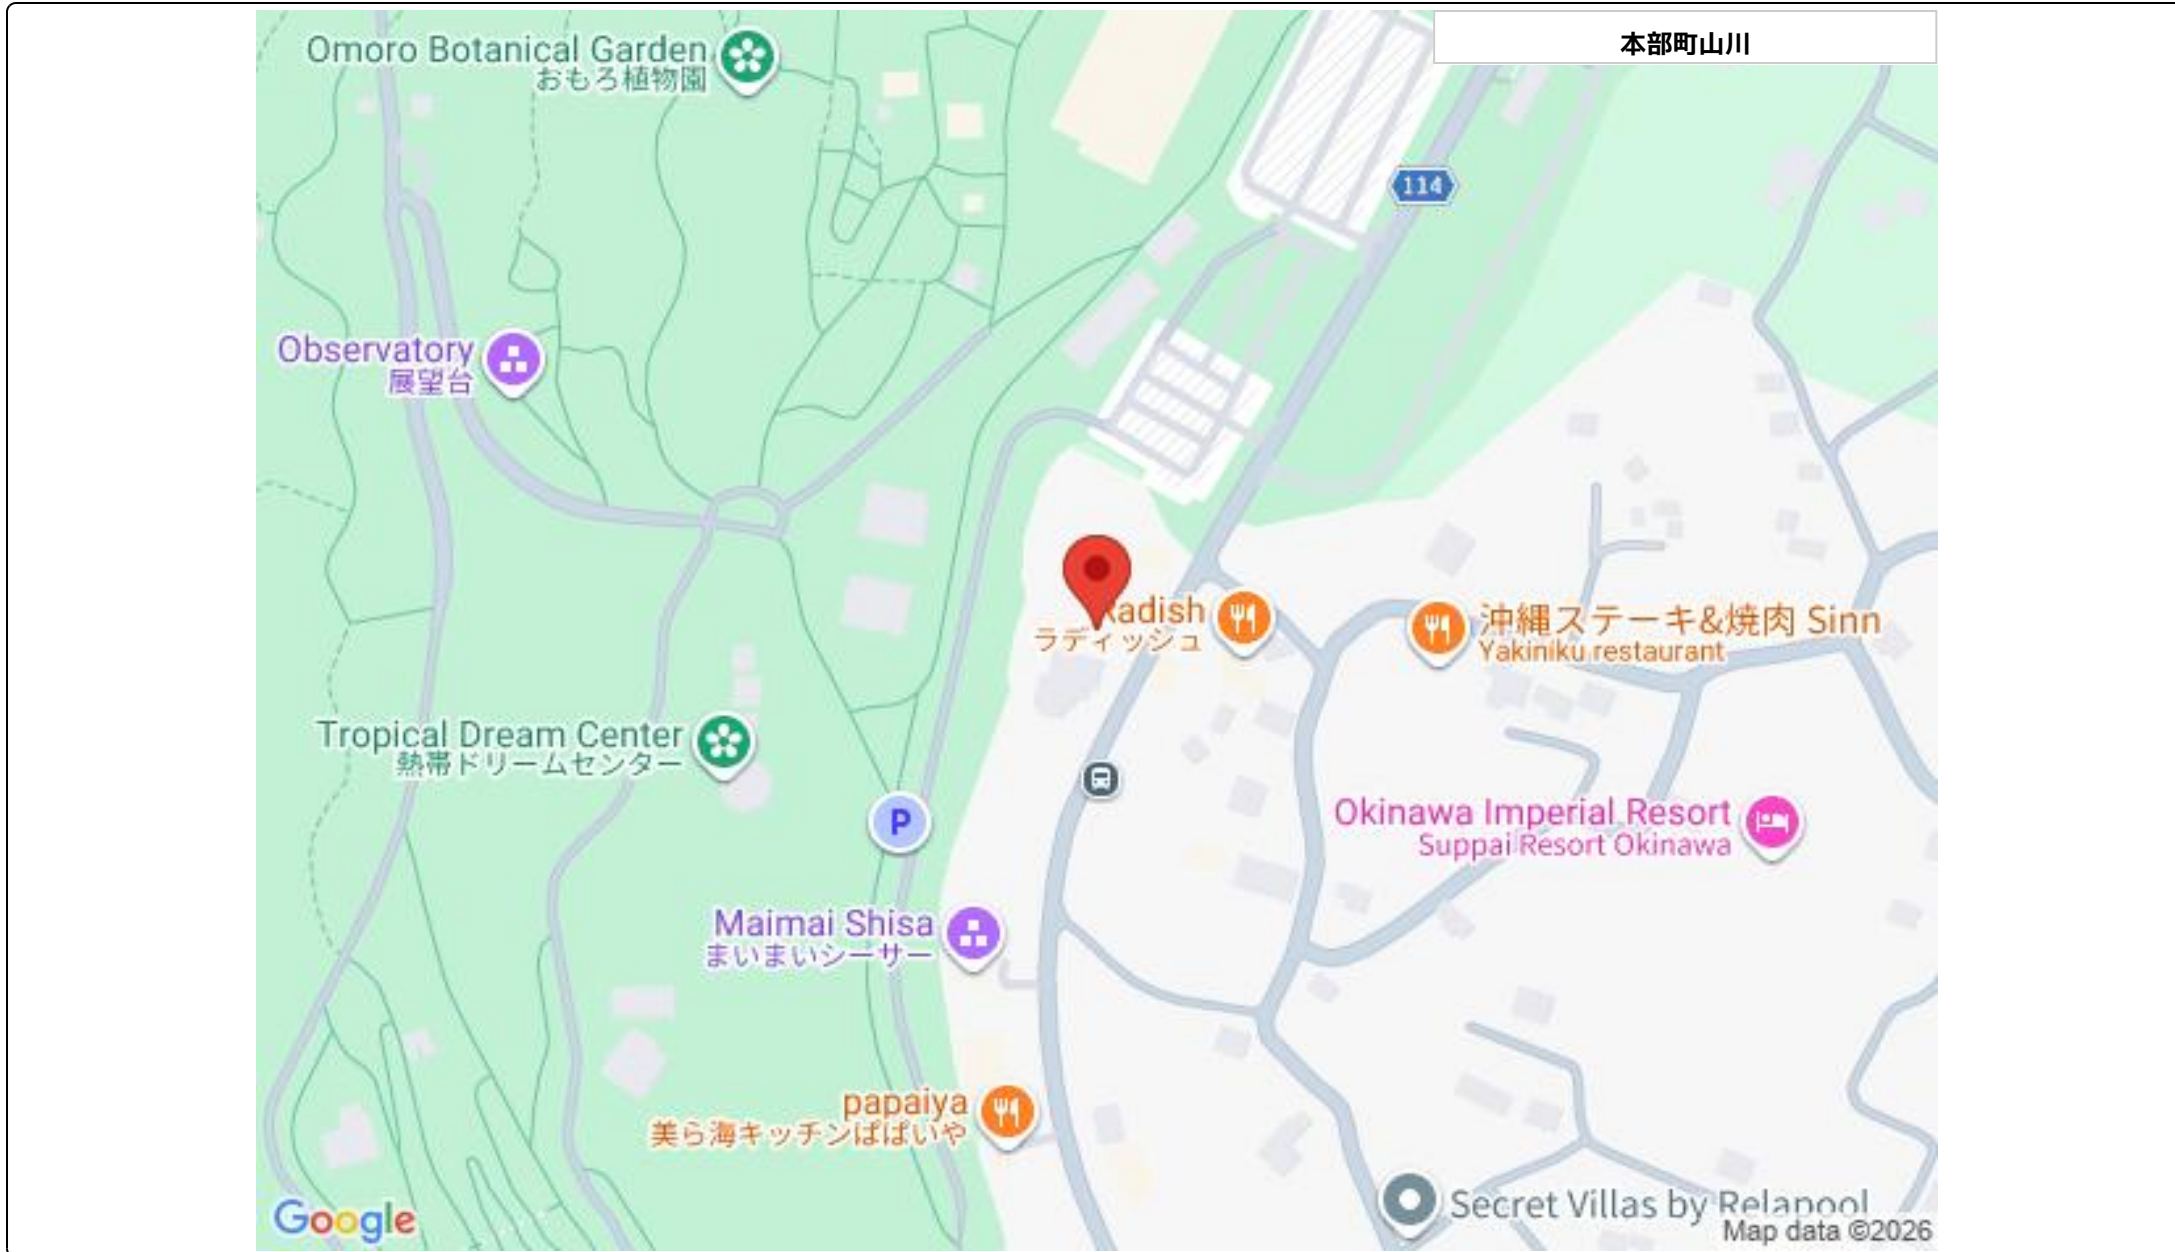 本部町山川
Omoro Botanical Garden
おもろ植物園
114
Observatory
展望台
Radish
ラディッシュ
沖縄ステーキ&焼肉 Sinn
Yakiniku restaurant
Tropical Dream Center
熱帯ドリームセンター
P
Okinawa Imperial Resort
Suppai Resort Okinawa
Maimai Shisa
まいまいシーサー
papaiya
美ら海キッチンぱぱいや
Secret Villas by Relapool
Google
Map data ©2026